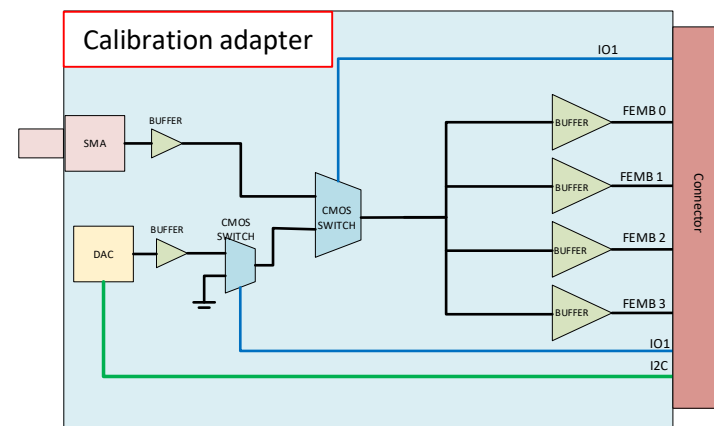 Calibration adapter
IO1
BUFFER
SMA
BUFFER
FEMB 0
BUFFER
FEMB 1
BUFFER
FEMB 2
BUFFER
FEMB 3
Connector
CMOS
SWITCH
DAC
BUFFER
CMOS
SWITCH
IO1
I2C